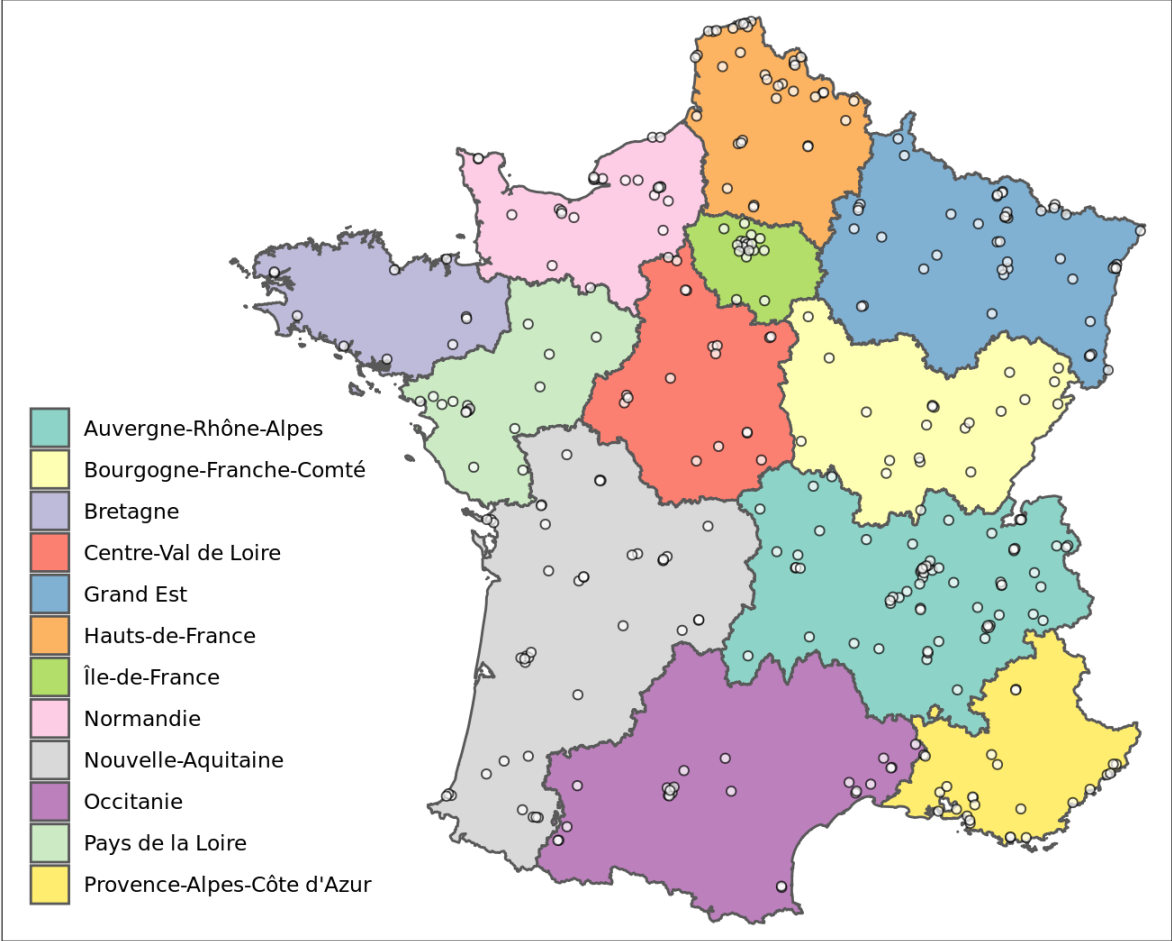 Auvergne-Rhône-Alpes
Bourgogne-Franche-Comté
Bretagne
Centre-Val de Loire
Grand Est
Hauts-de-France
Île-de-France
Normandie
Nouvelle-Aquitaine
Occitanie
Pays de la Loire
Provence-Alpes-Côte d'Azur